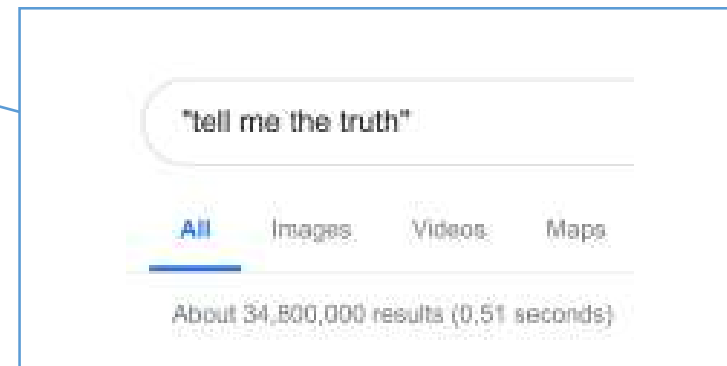 "tell me the truth"
All Images Videos Maps
About 34,800,000 results (0.51 seconds)